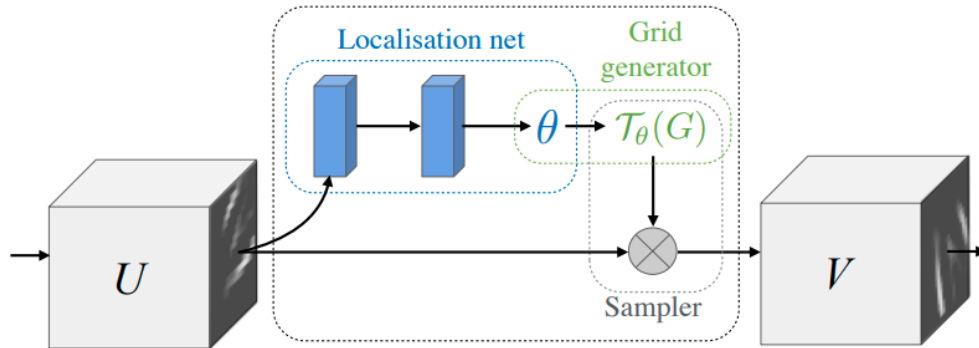 Localisation net
Grid
generator
θ
𝒯θ(G)
U
V
Sampler